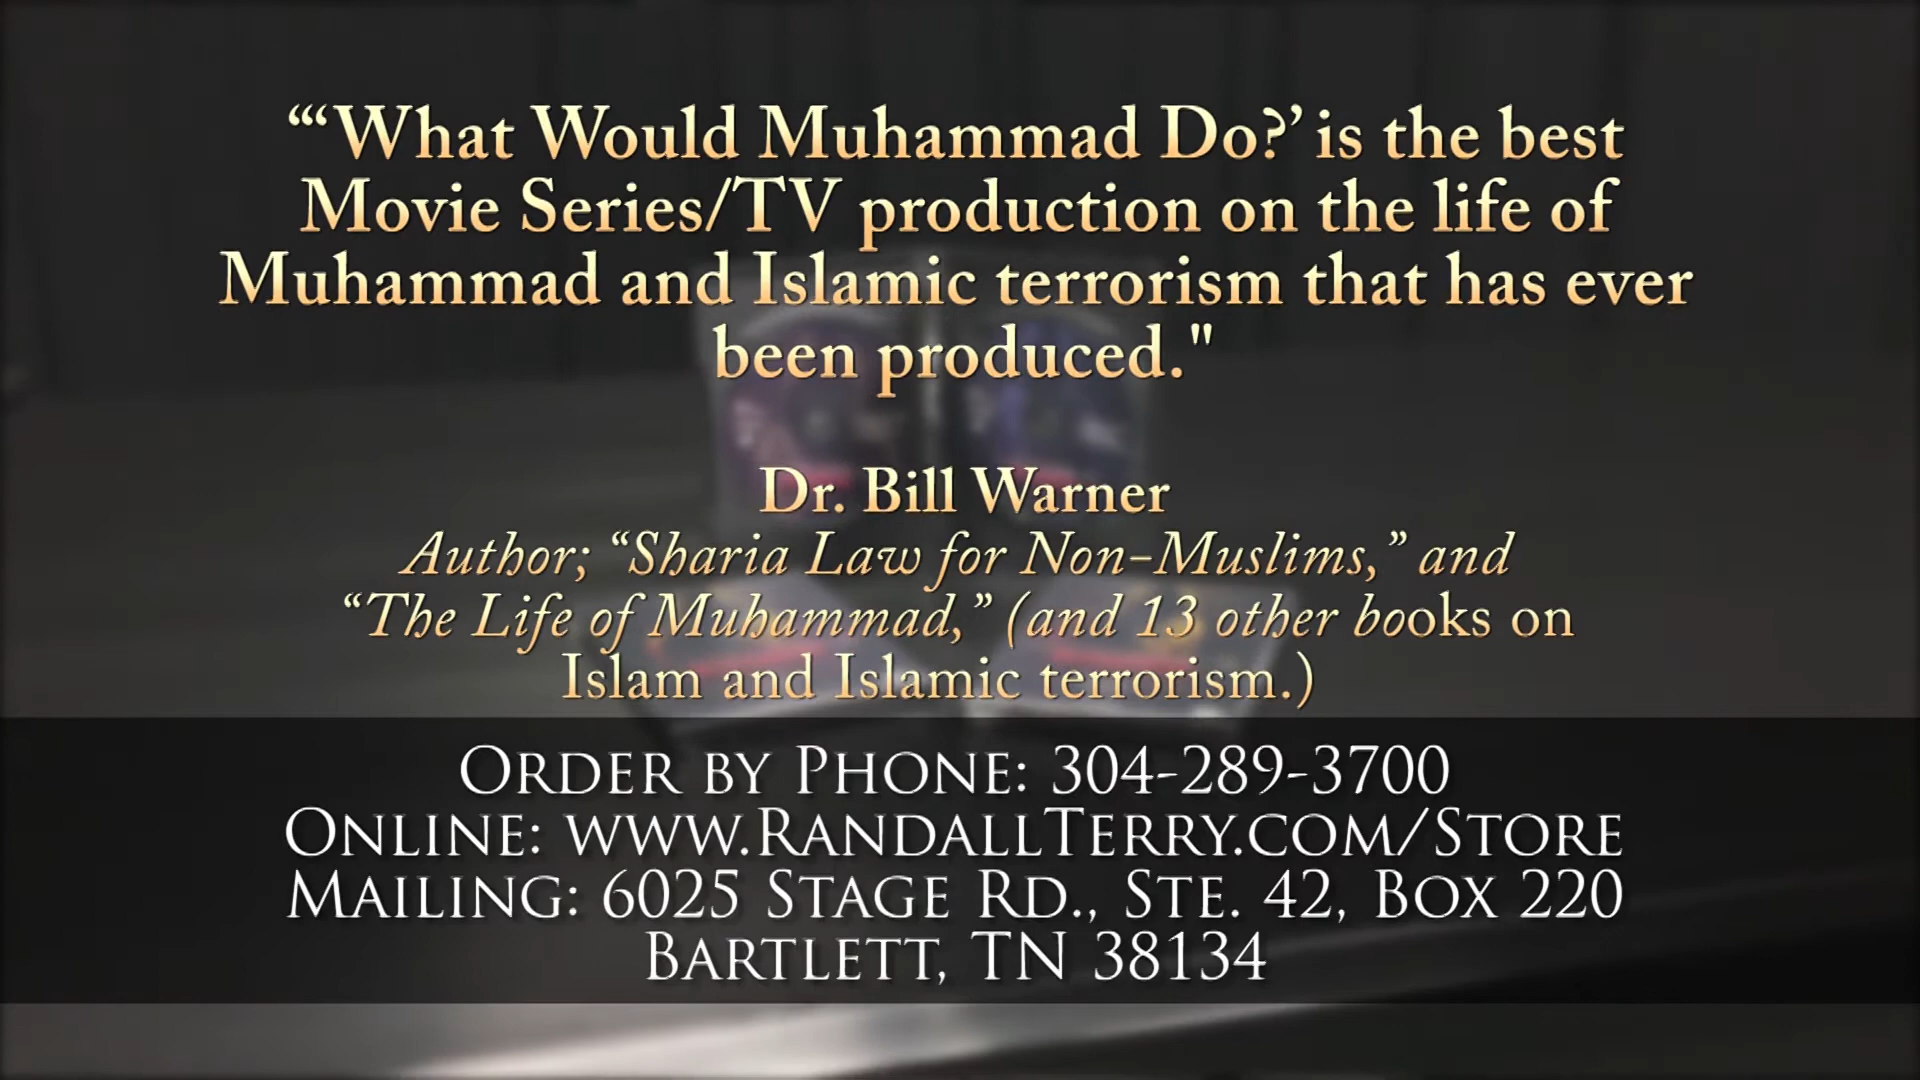 “‘What Would Muhammad Do?’ is the best
Movie Series/TV production on the life of
Muhammad and Islamic terrorism that has ever
been produced."
Dr. Bill Warner
Author; “Sharia Law for Non-Muslims,” and
“The Life of Muhammad,” (and 13 other books on
Islam and Islamic terrorism.)
Order by Phone: 304-289-3700
Online: www.RandallTerry.com/Store
Mailing: 6025 Stage Rd., Ste. 42, Box 220
Bartlett, TN 38134